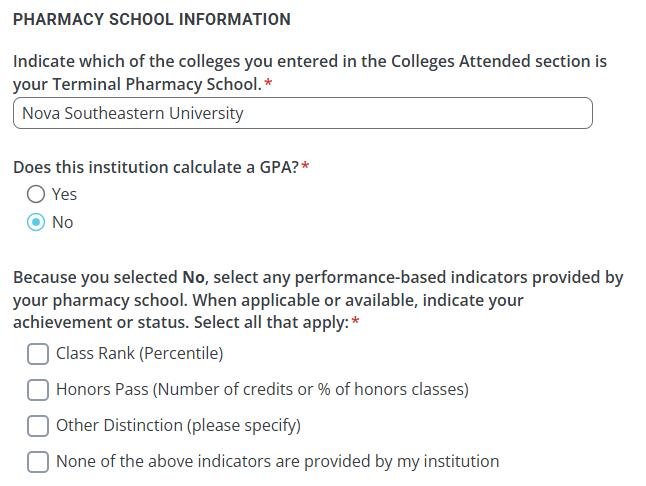 PHARMACY SCHOOL INFORMATION
Indicate which of the colleges you entered in the Colleges Attended section is
your Terminal Pharmacy School.*
Nova Southeastern University
Does this institution calculate a GPA?*
Yes
No
Because you selected No, select any performance-based indicators provided by
your pharmacy school. When applicable or available, indicate your
achievement or status. Select all that apply:*
Class Rank (Percentile)
Honors Pass (Number of credits or % of honors classes)
Other Distinction (please specify)
None of the above indicators are provided by my institution